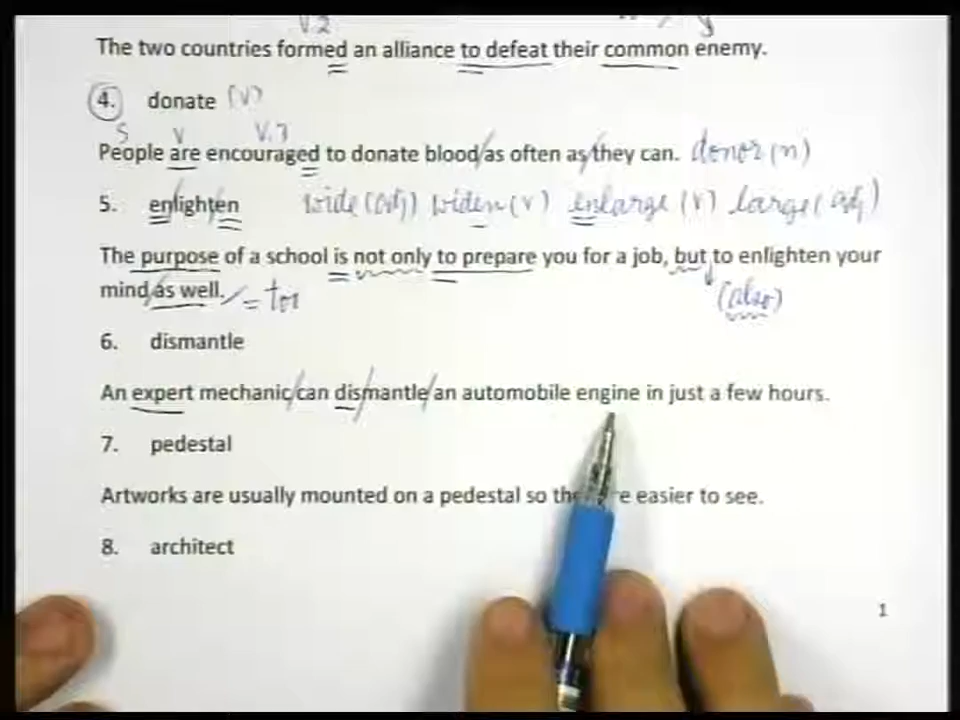 V.2
The two countries formed an alliance to defeat their common enemy.
4. donate (v)
S V V.3
People are encouraged to donate blood/as often as/they can. donor (n)
5. enlighten wide (adj) widen (v) enlarge (v) large (adj)
The purpose of a school is not only to prepare you for a job, but to enlighten your
mind/as well. = too (also)
6. dismantle
An expert mechanic/can dis/mantle/an automobile engine in just a few hours.
7. pedestal
Artworks are usually mounted on a pedestal so easier to see.
8. architect
1